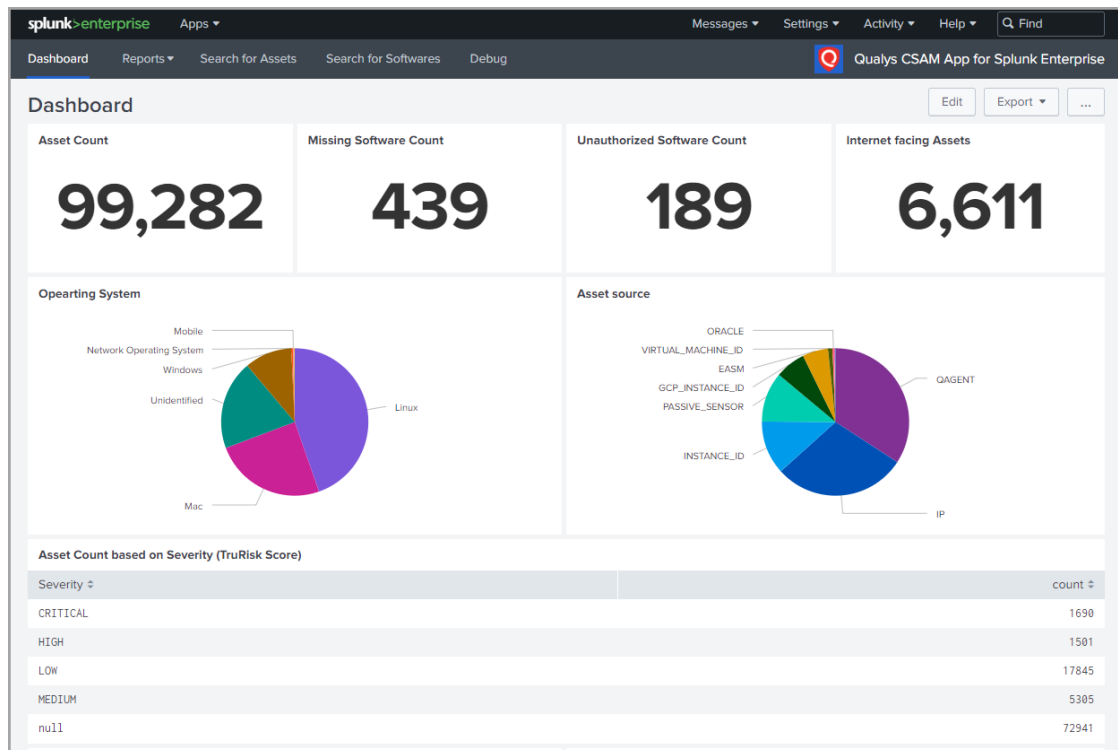 splunk>enterprise Apps Messages Settings Activity Help Find
Dashboard Reports Search for Assets Search for Softwares Debug Qualys CSAM App for Splunk Enterprise
Dashboard Edit Export ...
Asset Count Missing Software Count Unauthorized Software Count Internet facing Assets
99,282 439 189 6,611
Opearting System Asset source
Mobile
Network Operating System
Windows
Unidentified
Linux
Mac
ORACLE
VIRTUAL_MACHINE_ID
EASM
GCP_INSTANCE_ID
PASSIVE_SENSOR
QAGENT
INSTANCE_ID
IP
Asset Count based on Severity (TruRisk Score)
Severity count
CRITICAL 1690
HIGH 1501
LOW 17845
MEDIUM 5305
null 72941